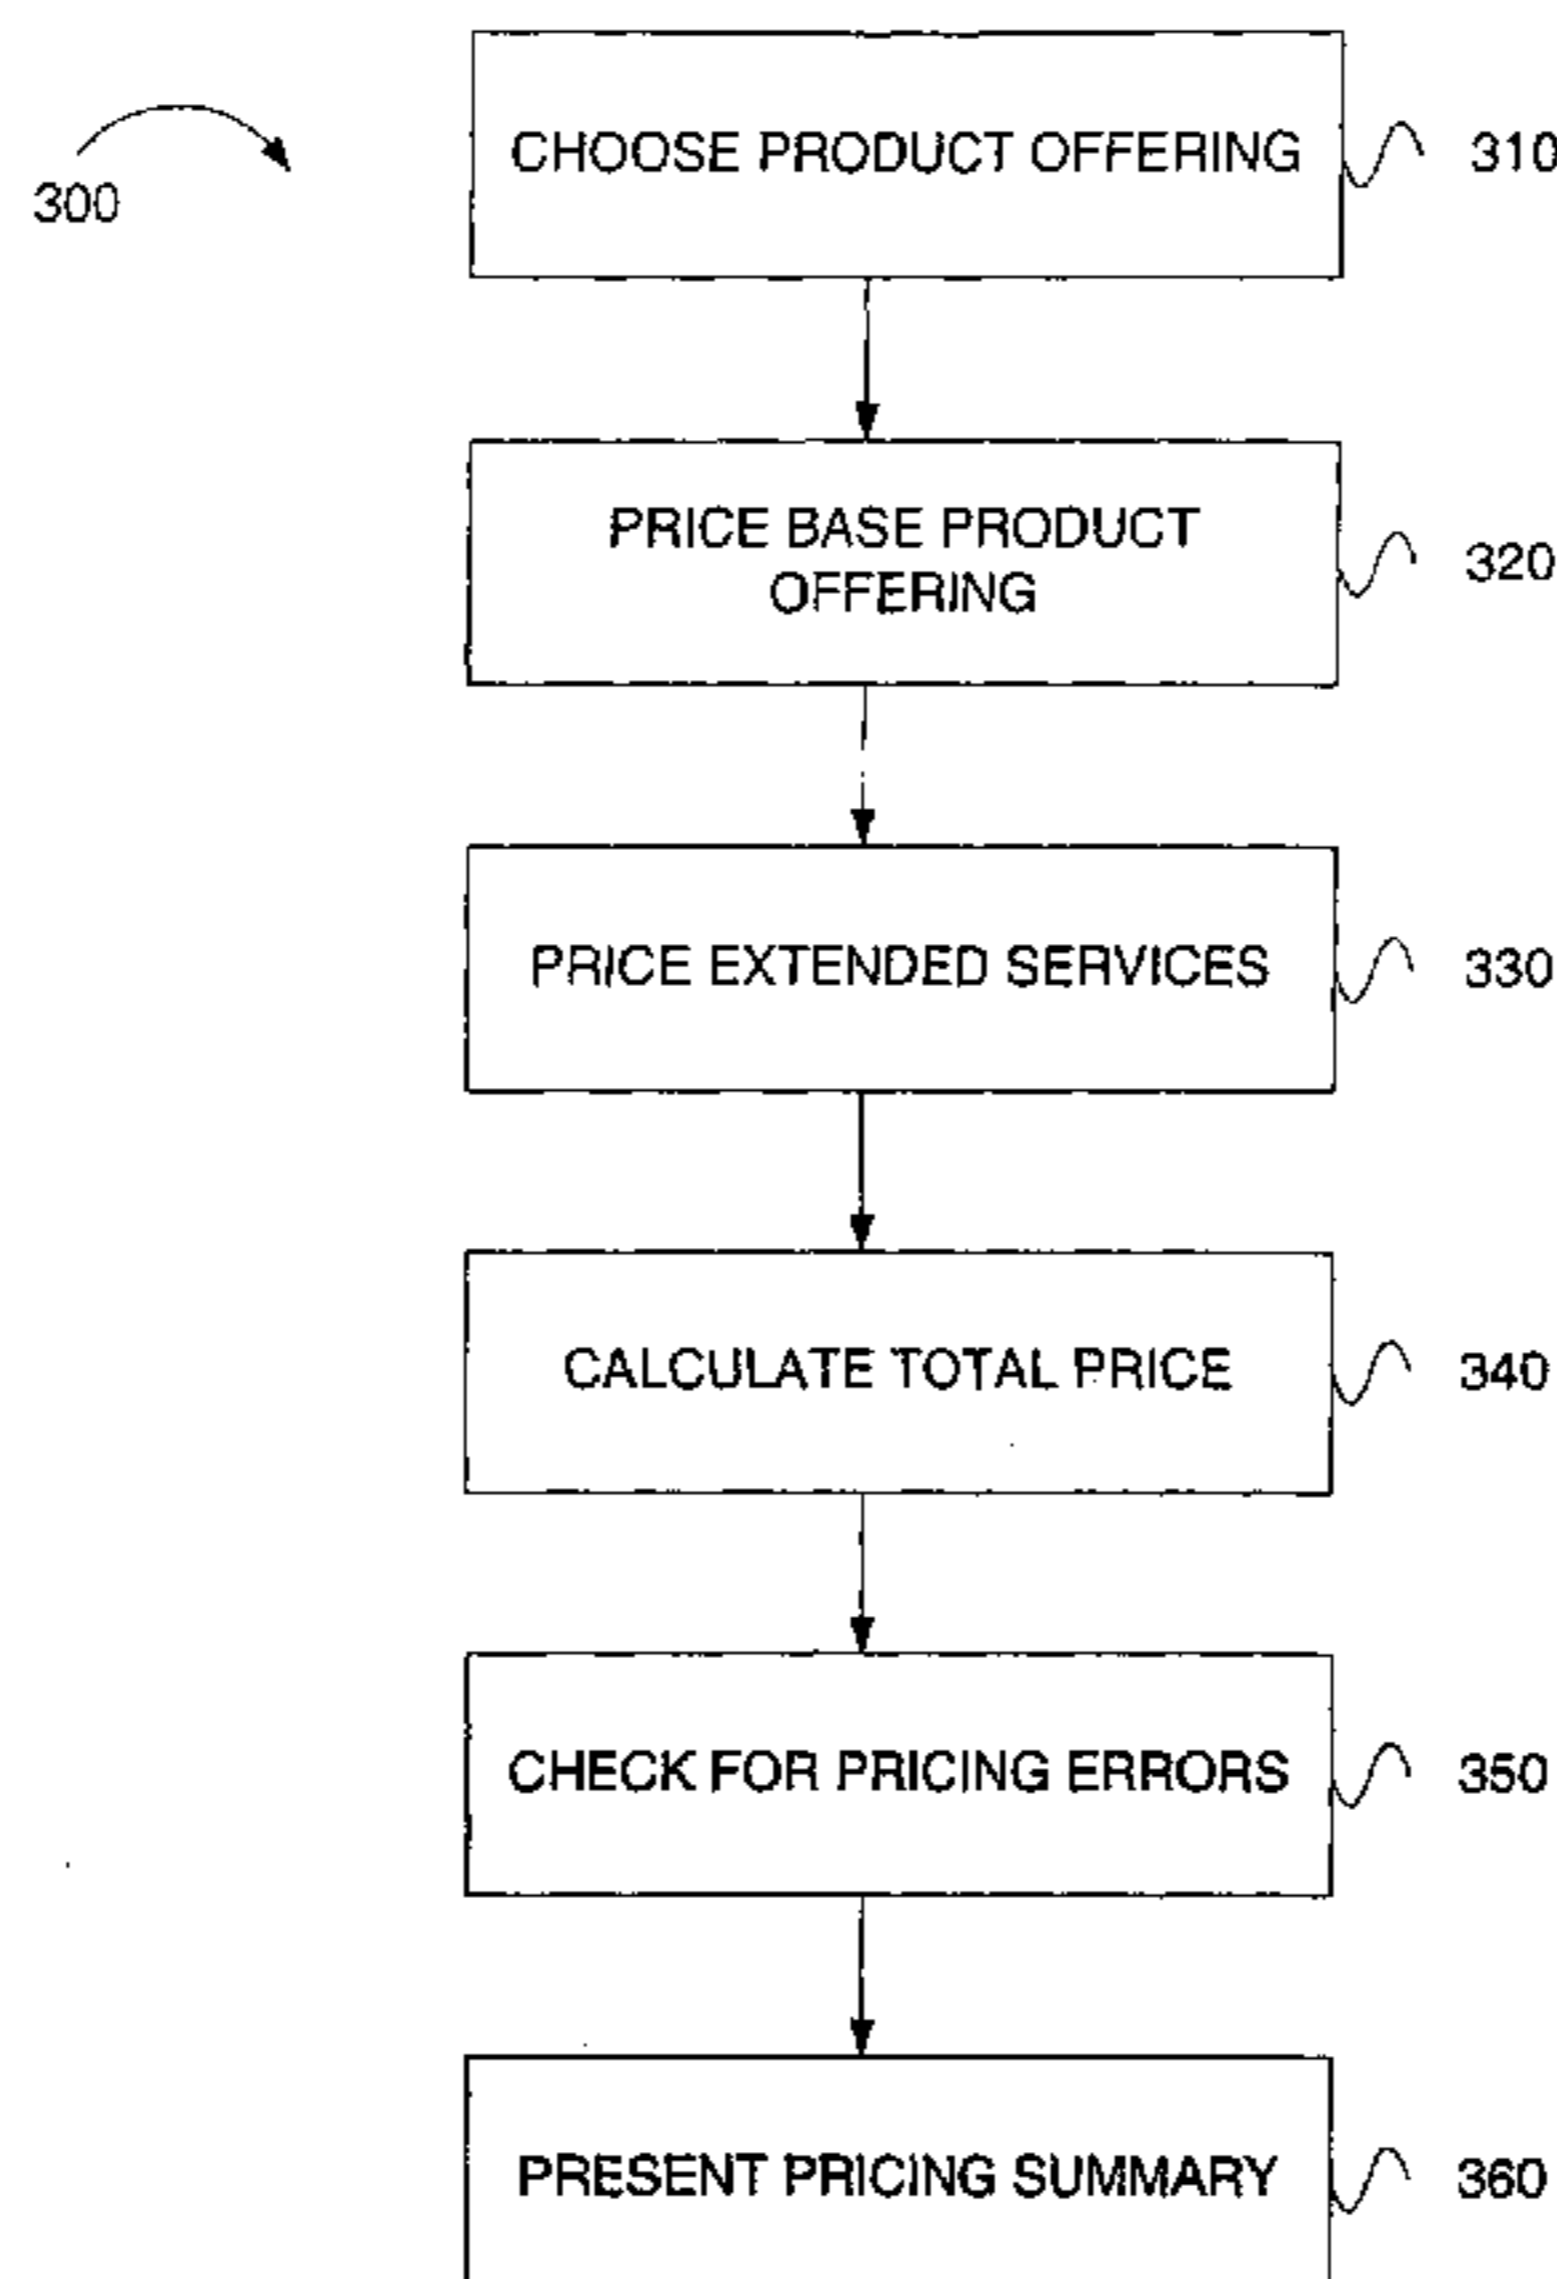 CHOOSE PRODUCT OFFERING
310
300
PRICE BASE PRODUCT
OFFERING
320
PRICE EXTENDED SERVICES
330
CALCULATE TOTAL PRICE
340
CHECK FOR PRICING ERRORS
350
PRESENT PRICING SUMMARY
360